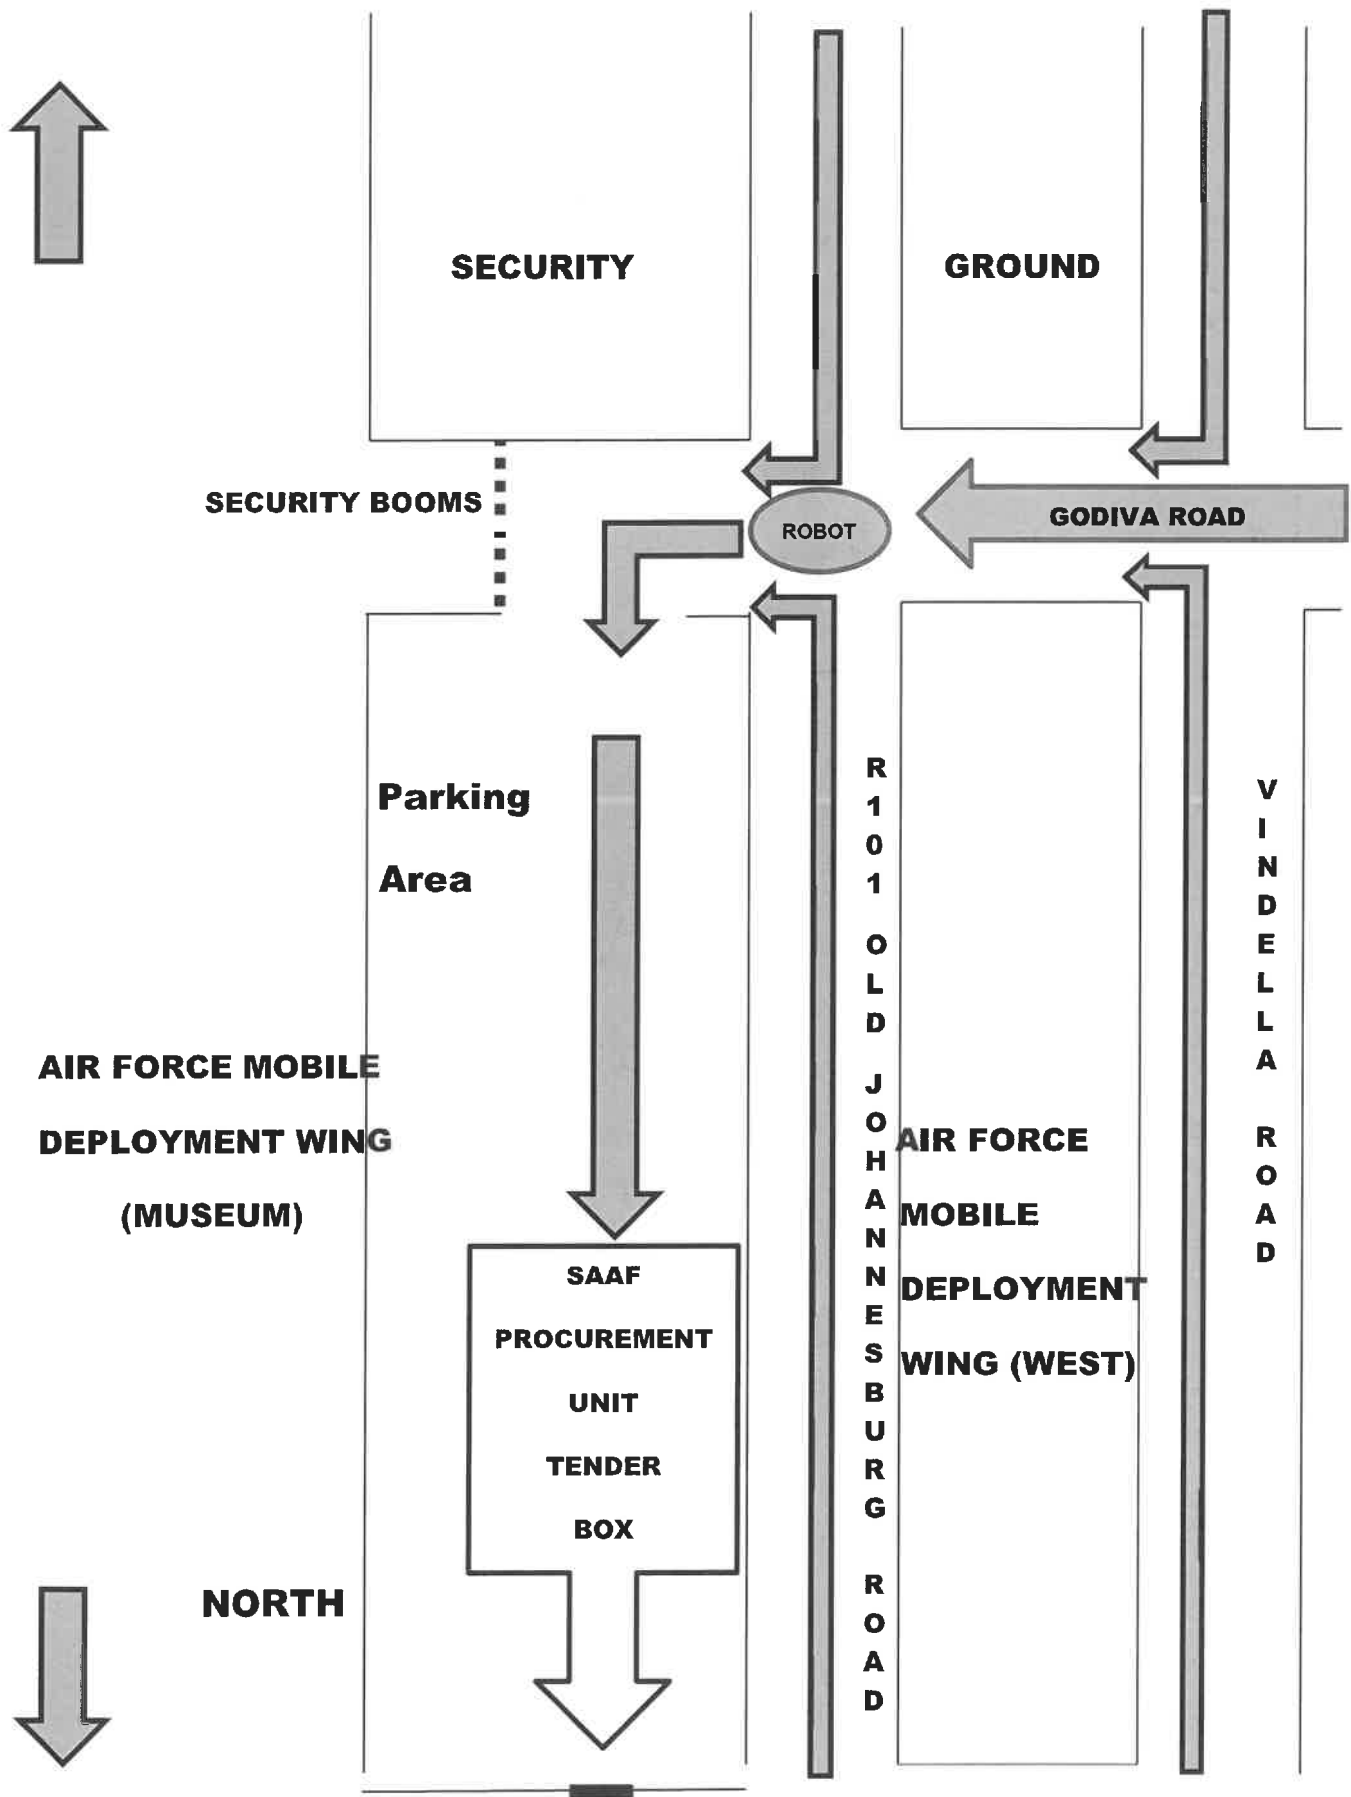 SECURITY
GROUND
SECURITY BOOMS
ROBOT
GODIVA ROAD
Parking
Area
R101 OLD JOHANNESBURG ROAD
VINDELLA ROAD
AIR FORCE MOBILE
DEPLOYMENT WING
(MUSEUM)
AIR FORCE
MOBILE
DEPLOYMENT
WING (WEST)
SAAF
PROCUREMENT
UNIT
TENDER
BOX
NORTH